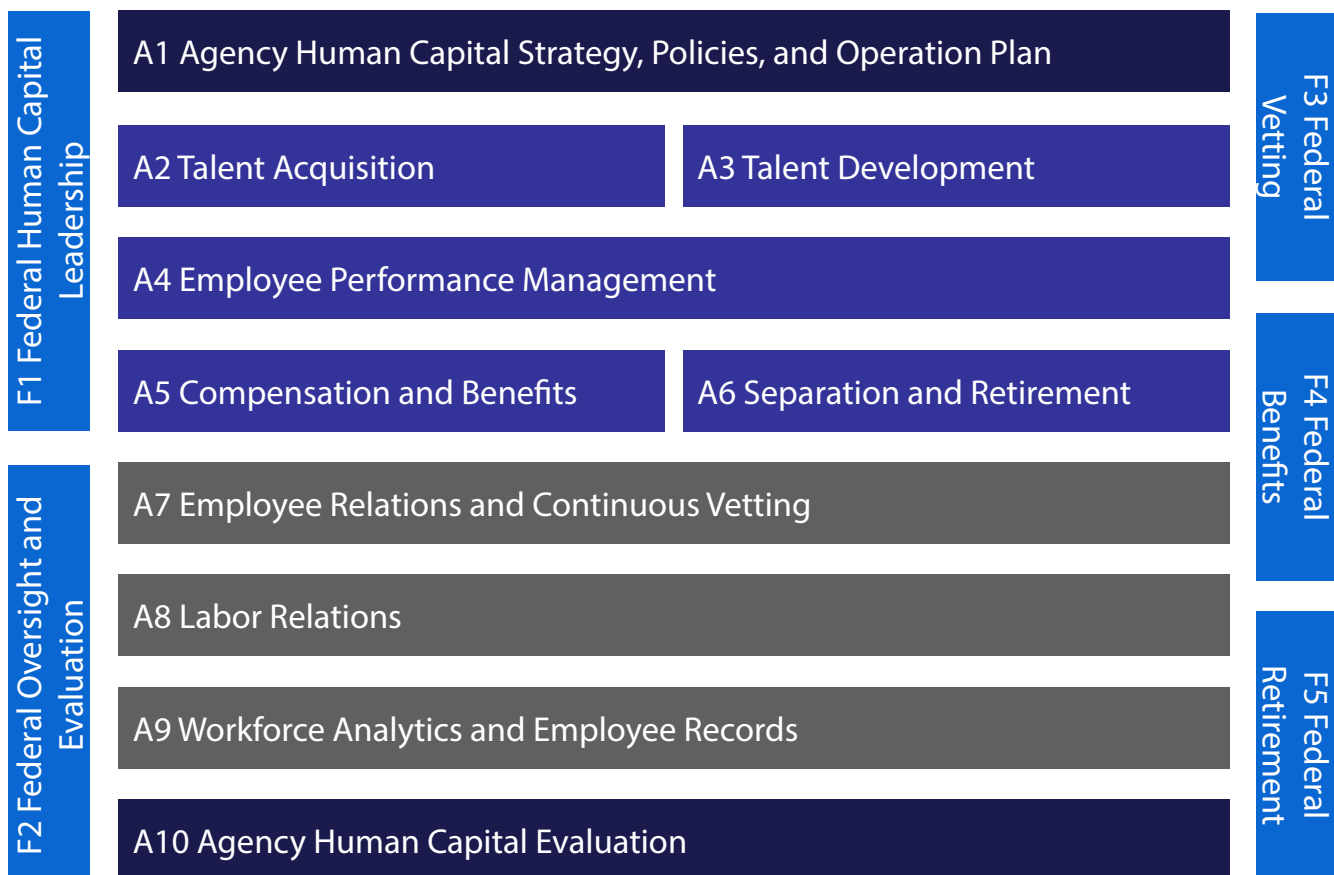 F1 Federal Human Capital
Leadership
F2 Federal Oversight and
Evaluation
A1 Agency Human Capital Strategy, Policies, and Operation Plan
A2 Talent Acquisition
A3 Talent Development
A4 Employee Performance Management
A5 Compensation and Benefits
A6 Separation and Retirement
A7 Employee Relations and Continuous Vetting
A8 Labor Relations
A9 Workforce Analytics and Employee Records
A10 Agency Human Capital Evaluation
F3 Federal
Vetting
F4 Federal
Benefits
F5 Federal
Retirement